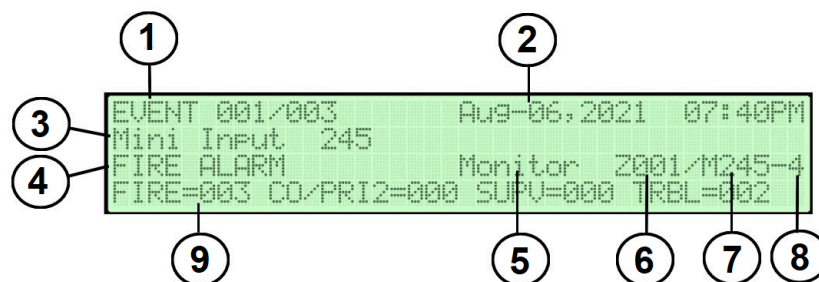 1 2
EVENT 001/003 Aug-06,2021 07:40PM
3 Mini Input 245
4 FIRE ALARM Monitor Z001/M245-4
FIRE=003 CO/PRI2=000 SUPV=000 TRBL=002
9 5 6 7 8